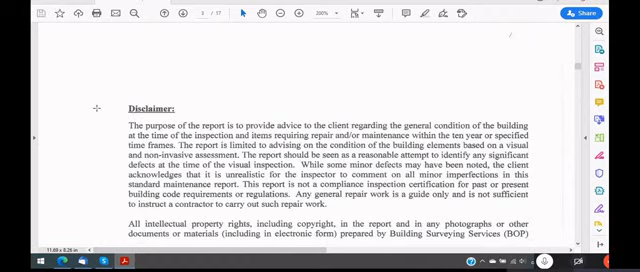 3 / 17
200%
Share
Disclaimer:
The purpose of the report is to provide advice to the client regarding the general condition of the building
at the time of the inspection and items requiring repair and/or maintenance within the ten year or specified
time frames. The report is limited to advising on the condition of the building elements based on a visual
and non-invasive assessment. The report should be seen as a reasonable attempt to identify any significant
defects at the time of the visual inspection. While some minor defects may have been noted, the client
acknowledges that it is unrealistic for the inspector to comment on all minor imperfections in this
standard maintenance report. This report is not a compliance inspection certification for past or present
building code requirements or regulations. Any general repair work is a guide only and is not sufficient
to instruct a contractor to carry out such repair work.
All intellectual property rights, including copyright, in the report and in any photographs or other
documents or materials (including in electronic form) prepared by Building Surveying Services (BOP)
11.69 x 8.26 in